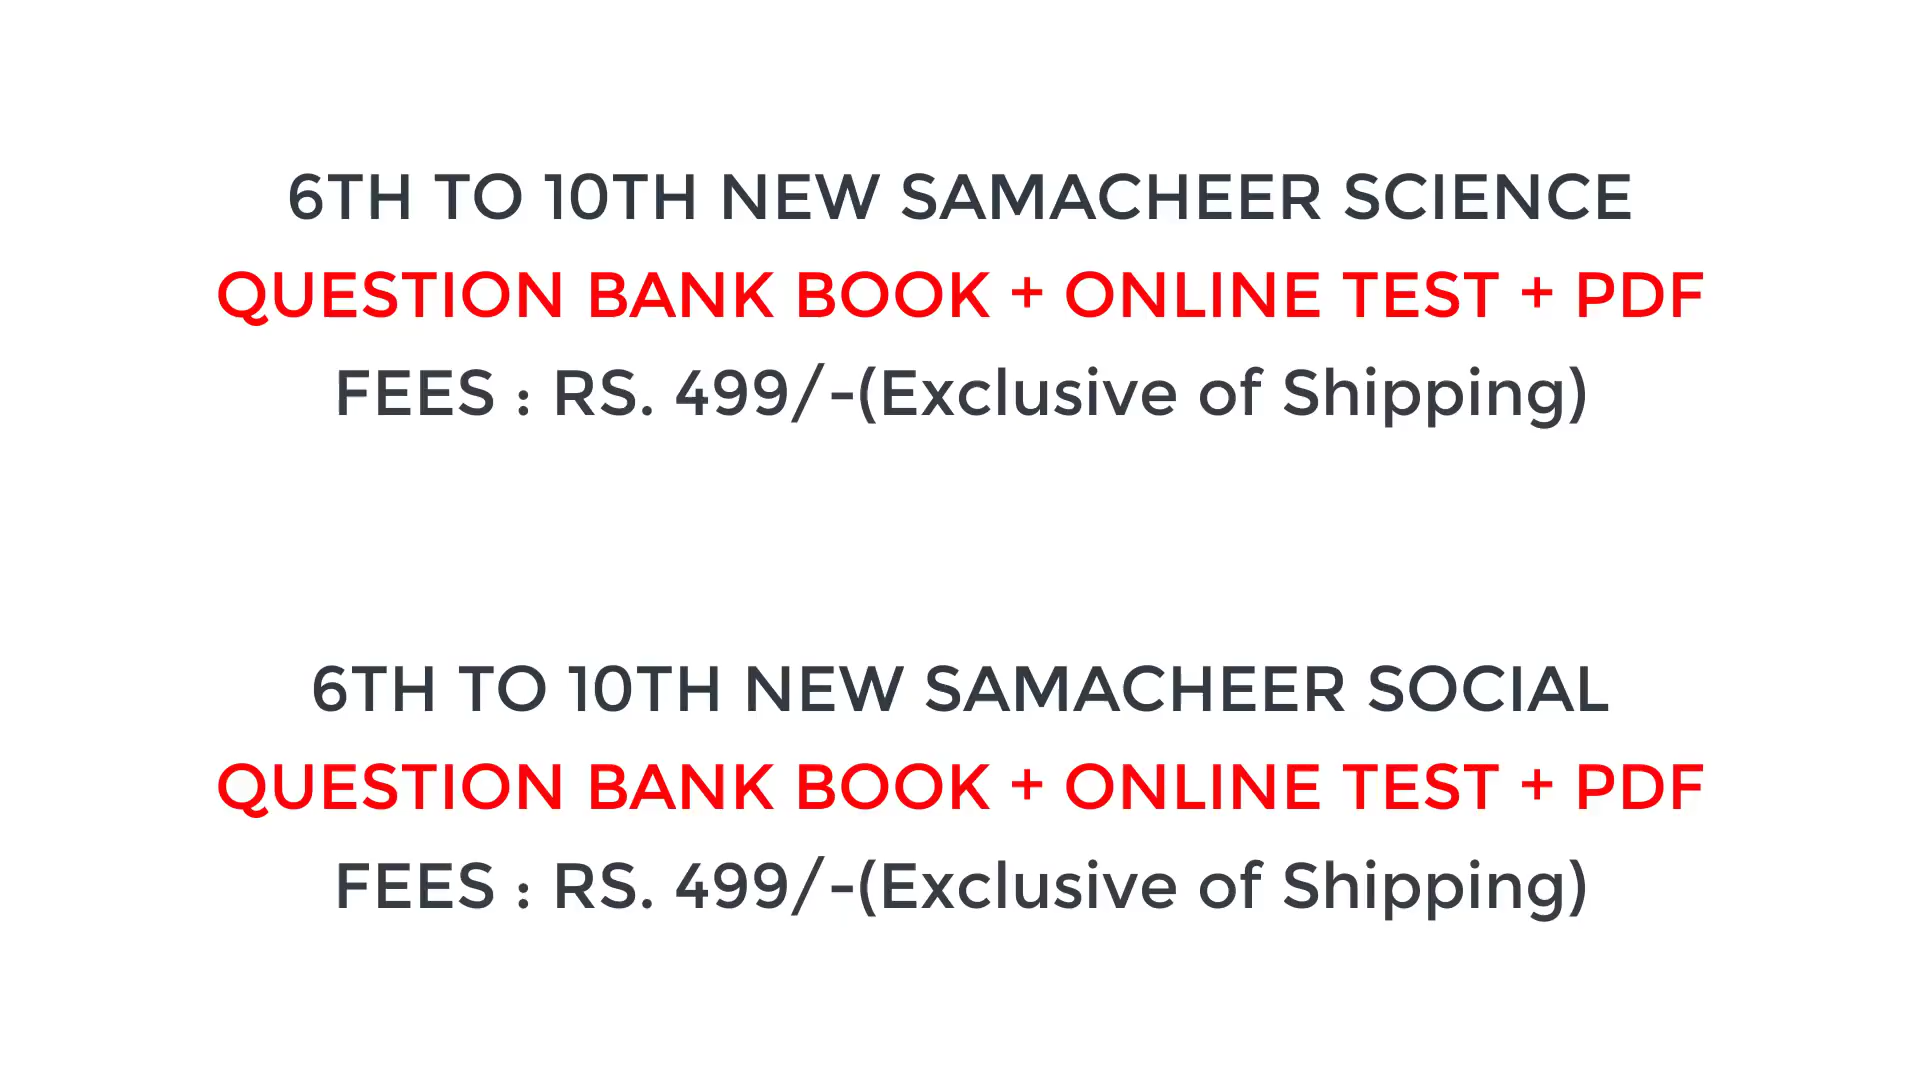 6TH TO 10TH NEW SAMACHEER SCIENCE
QUESTION BANK BOOK + ONLINE TEST + PDF
FEES : RS. 499/-(Exclusive of Shipping)
6TH TO 10TH NEW SAMACHEER SOCIAL
QUESTION BANK BOOK + ONLINE TEST + PDF
FEES : RS. 499/-(Exclusive of Shipping)